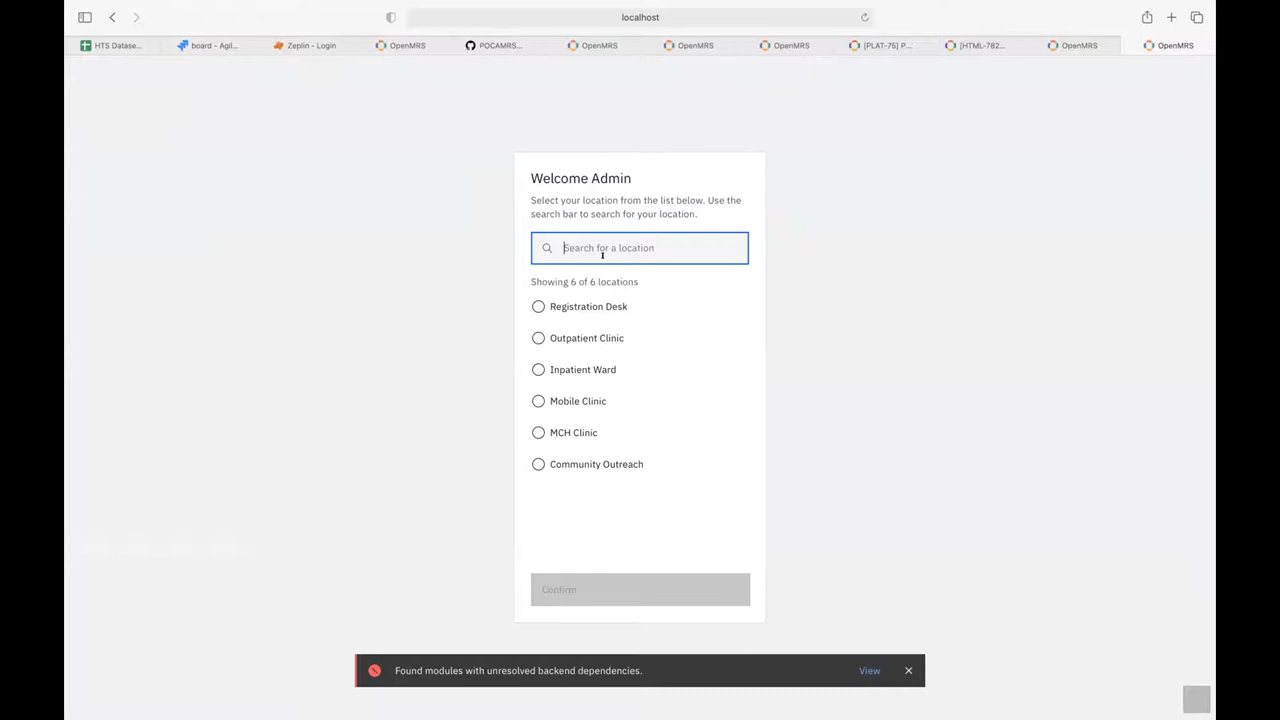 localhost
HTS Datase...
board - Agil...
Zeplin - Login
OpenMRS
POCAMRS...
OpenMRS
OpenMRS
OpenMRS
[PLAT-75] P...
[HTML-782...
OpenMRS
OpenMRS
Welcome Admin
Select your location from the list below. Use the
search bar to search for your location.
Search for a location
Showing 6 of 6 locations
Registration Desk
Outpatient Clinic
Inpatient Ward
Mobile Clinic
MCH Clinic
Community Outreach
Confirm
Found modules with unresolved backend dependencies.
View